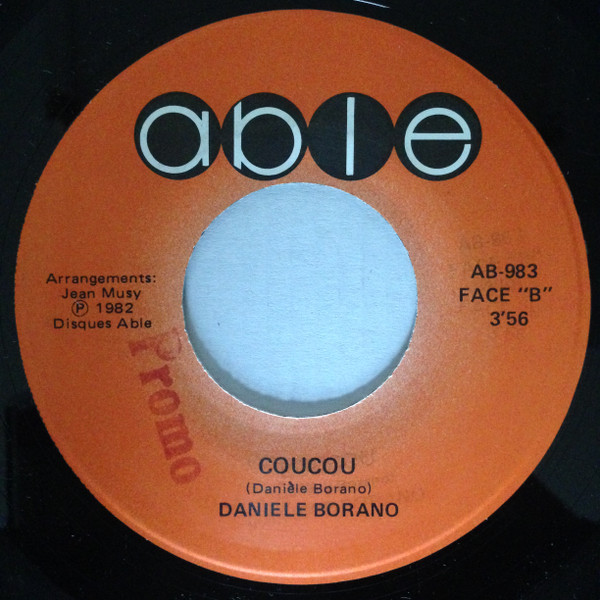 able
Arrangements:
Jean Musy
℗ 1982
Disques Able
AB-983
FACE "B"
3'56
Promo
COUCOU
(Danièle Borano)
DANIELE BORANO